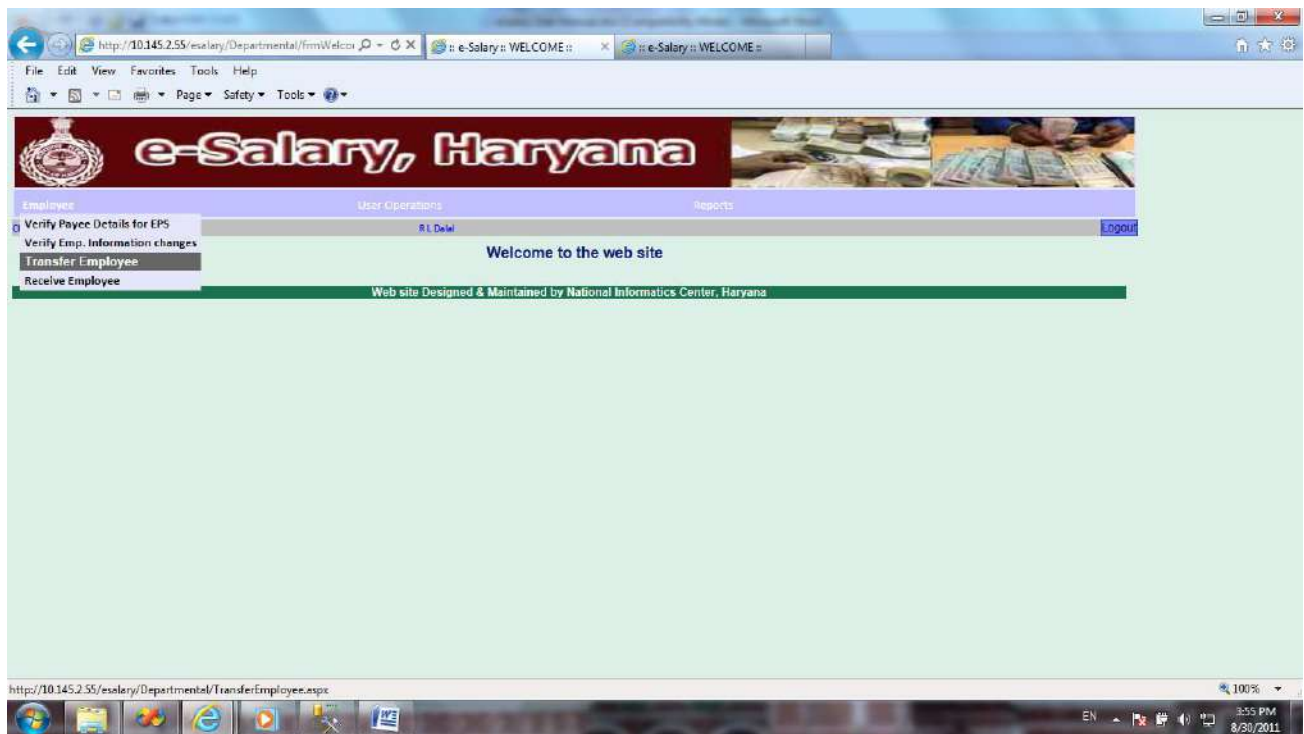 http://10.145.2.55/esalary/Departmental/frmWelco
:: e-Salary :: WELCOME ::
:: e-Salary :: WELCOME ::
File Edit View Favorites Tools Help
Page Safety Tools
e-Salary, Haryana
Employee User Operations Reports
Verify Payee Details for EPS
R L Dalal
Logout
Verify Emp. Information changes
Welcome to the web site
Transfer Employee
Receive Employee
Web site Designed & Maintained by National Informatics Center, Haryana
http://10.145.2.55/esalary/Departmental/TransferEmployee.aspx
100%
EN
3:55 PM
8/30/2011